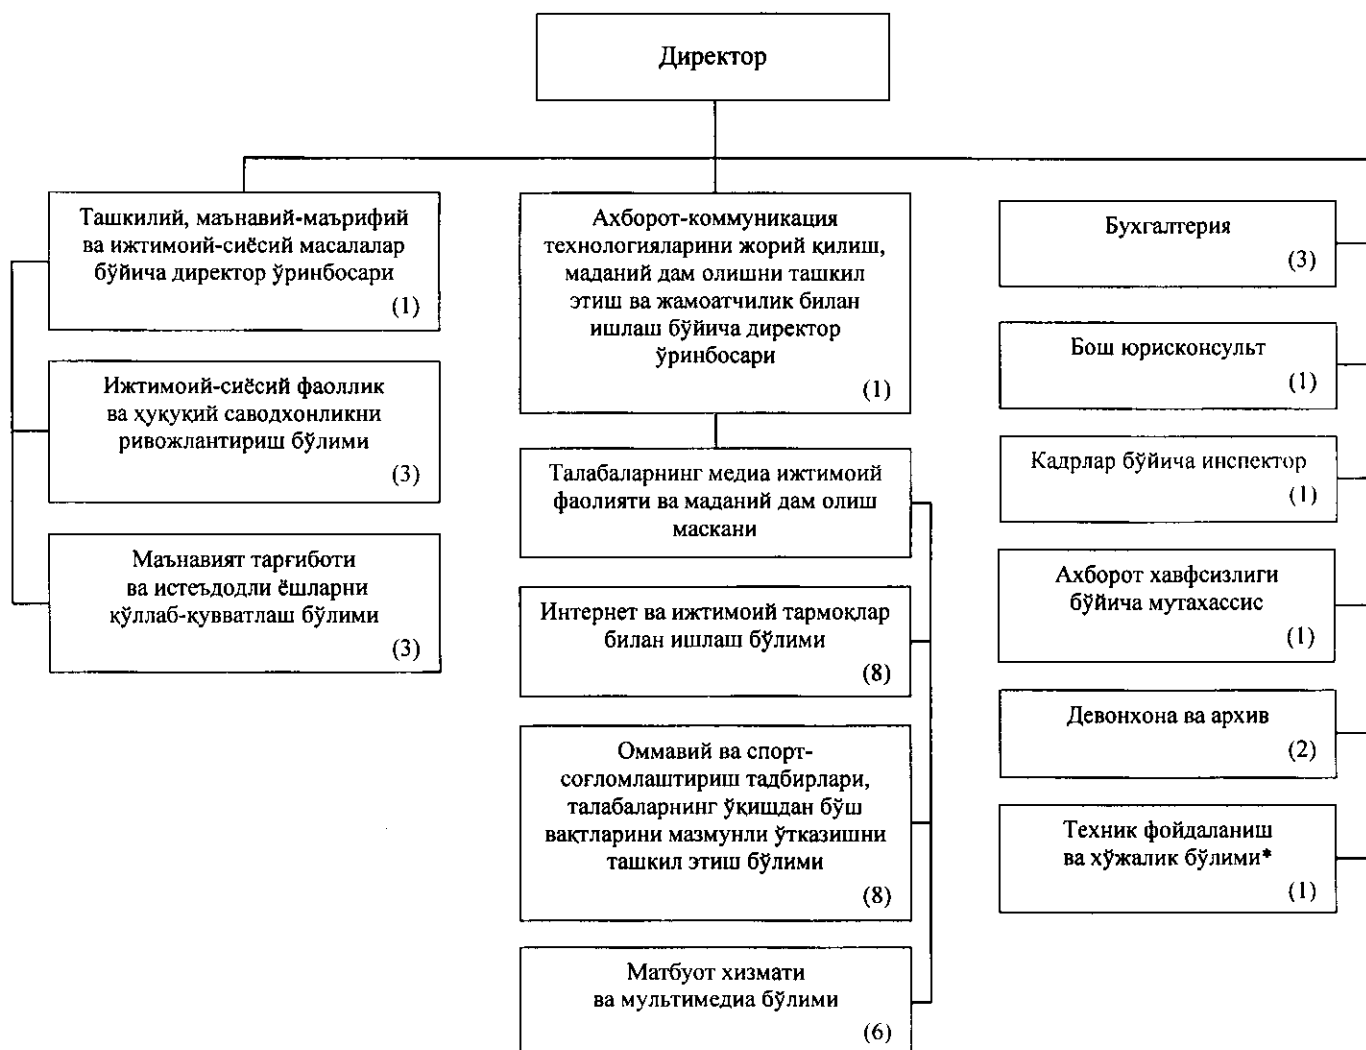 Директор
Ташкилий, маънавий-маърифий
ва ижтимоий-сиёсий масалалар
бўйича директор ўринбосари
(1)
Ижтимоий-сиёсий фаоллик
ва ҳуқуқий саводхонликни
ривожлантириш бўлими
(3)
Маънавият тарғиботи
ва истеъдодли ёшларни
қўллаб-қувватлаш бўлими
(3)
Ахборот-коммуникация
технологияларини жорий қилиш,
маданий дам олишни ташкил
этиш ва жамоатчилик билан
ишлаш бўйича директор
ўринбосари
(1)
Талабаларнинг медиа ижтимоий
фаолияти ва маданий дам олиш
маскани
Интернет ва ижтимоий тармоқлар
билан ишлаш бўлими
(8)
Оммавий ва спорт-
соғломлаштириш тадбирлари,
талабаларнинг ўқишдан бўш
вақтларини мазмунли ўтказишни
ташкил этиш бўлими
(8)
Матбуот хизмати
ва мультимедиа бўлими
(6)
Бухгалтерия
(3)
Бош юрисконсульт
(1)
Кадрлар бўйича инспектор
(1)
Ахборот хавфсизлиги
бўйича мутахассис
(1)
Девонхона ва архив
(2)
Техник фойдаланиш
ва хўжалик бўлими*
(1)